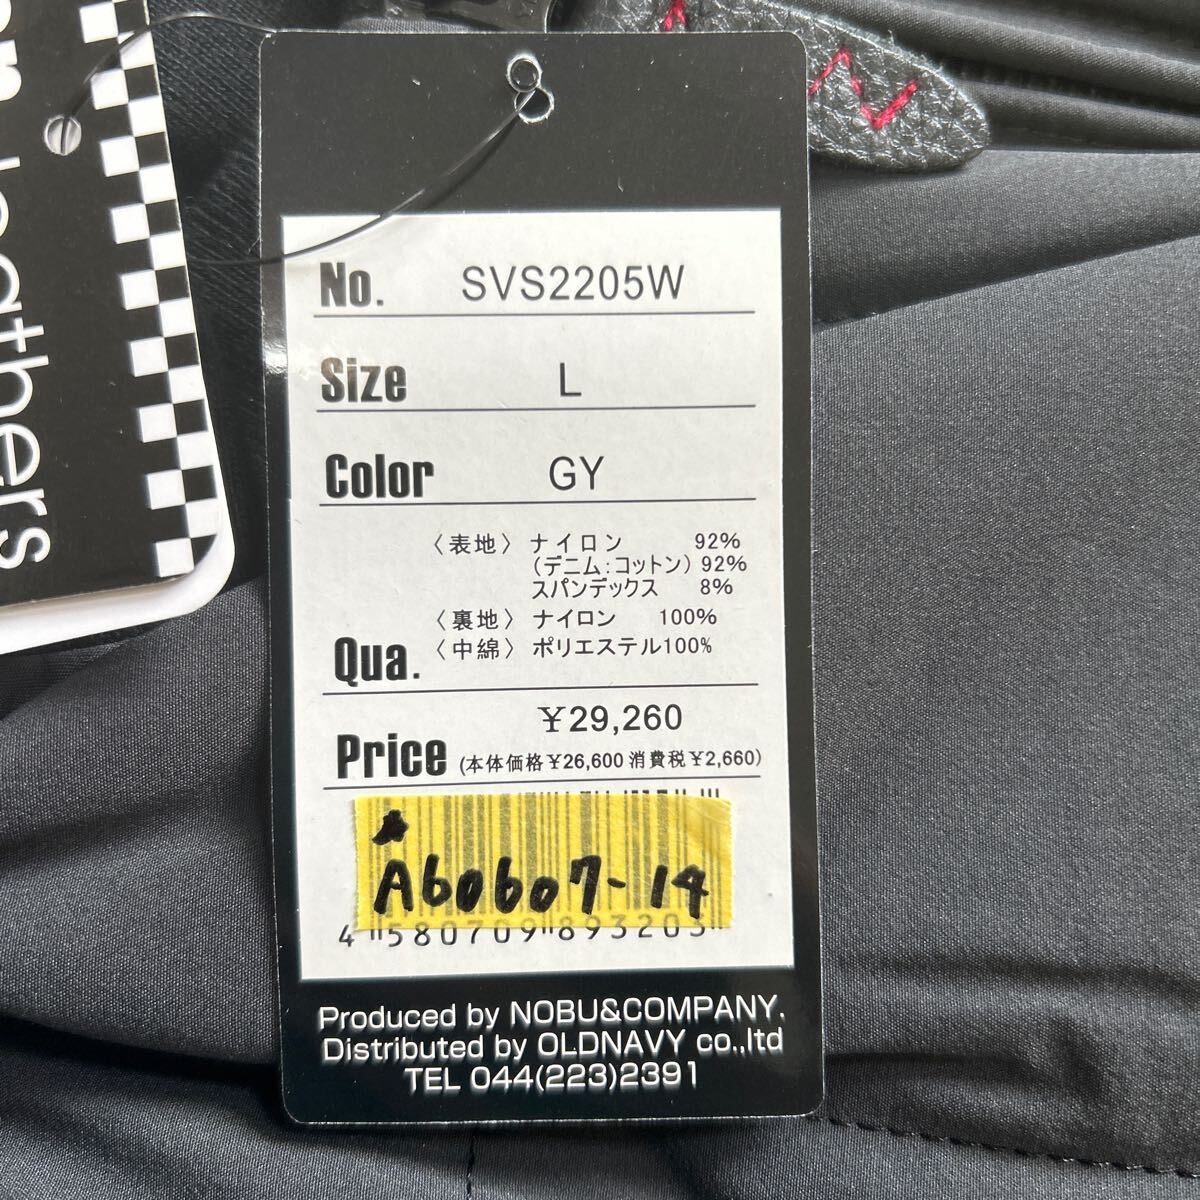 leathers
No. SVS2205W
Size L
Color GY
〈表地〉 ナイロン 92%
(デニム:コットン) 92%
スパンデックス 8%
〈裏地〉 ナイロン 100%
〈中綿〉 ポリエステル100%
Qua.
¥29,260
Price (本体価格¥26,600 消費税¥2,660)
A60607-14
4 580709 893205
Produced by NOBU&COMPANY.
Distributed by OLDNAVY co.,ltd
TEL 044(223)2391